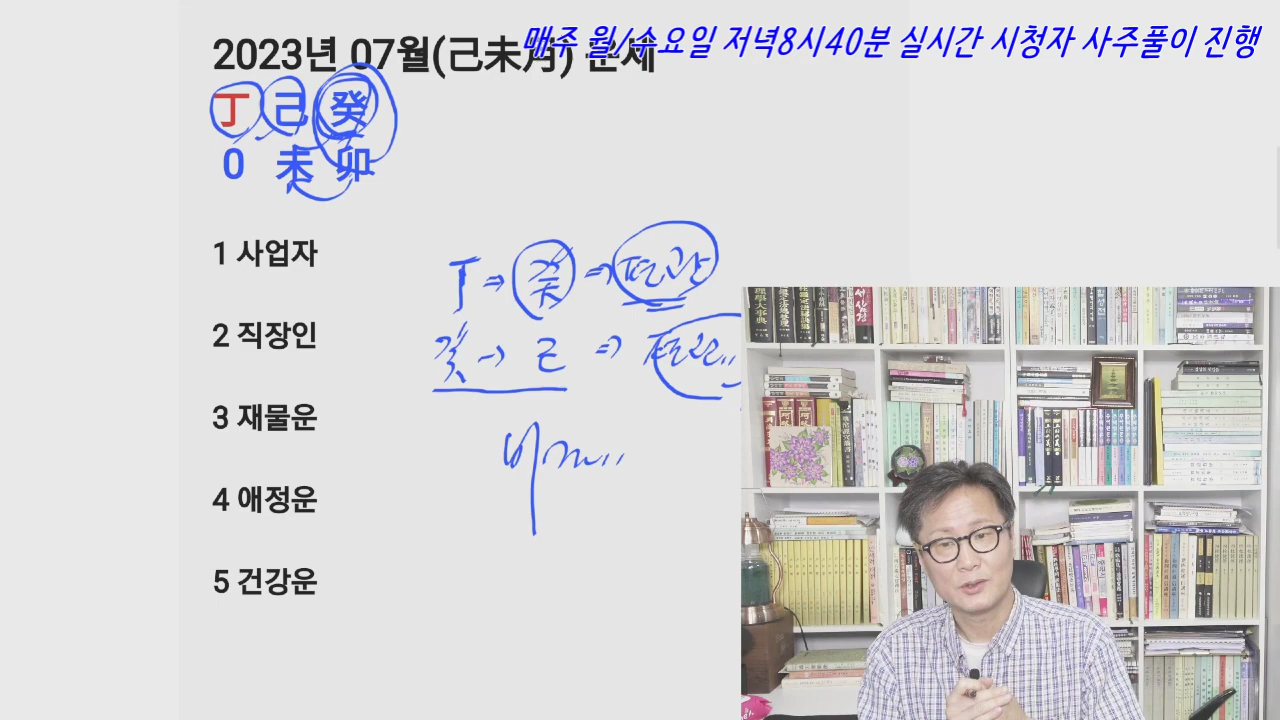 매주 월/수요일 저녁8시40분 실시간 시청자 사주풀이 진행
2023년 07월(己未月) 운세
丁 己 癸
0 未 卯
1 사업자
2 직장인
3 재물운
4 애정운
5 건강운
丁 ⇒ 癸 ⇒ 편관
癸 → 己 ⇒ 편관